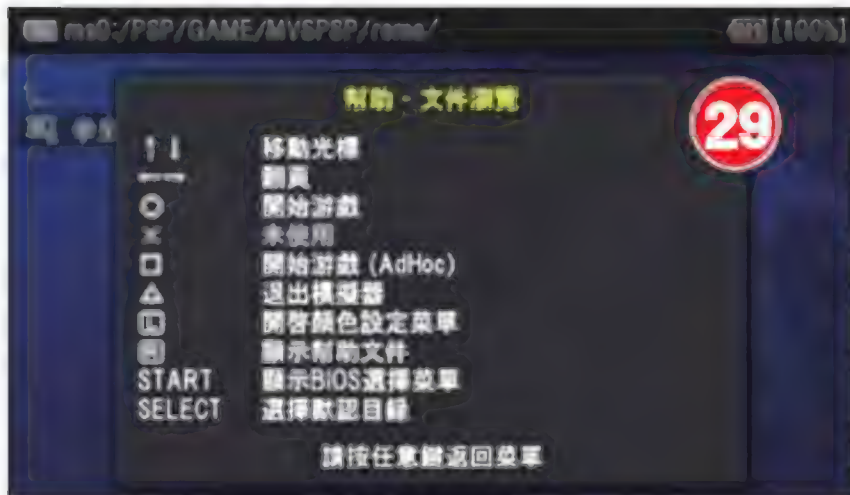 ms0:/PSP/GAME/MVSPSP/roms/ [100%]
幫助・文件瀏覽
29
↑↓ 移動光標
←→ 翻頁
○ 開始游戲
× 未使用
□ 開始游戲 (AdHoc)
△ 退出模擬器
L 開啓顏色設定菜單
R 顯示幫助文件
START 顯示BIOS選擇菜單
SELECT 選擇默認目錄
請按任意鍵返回菜單